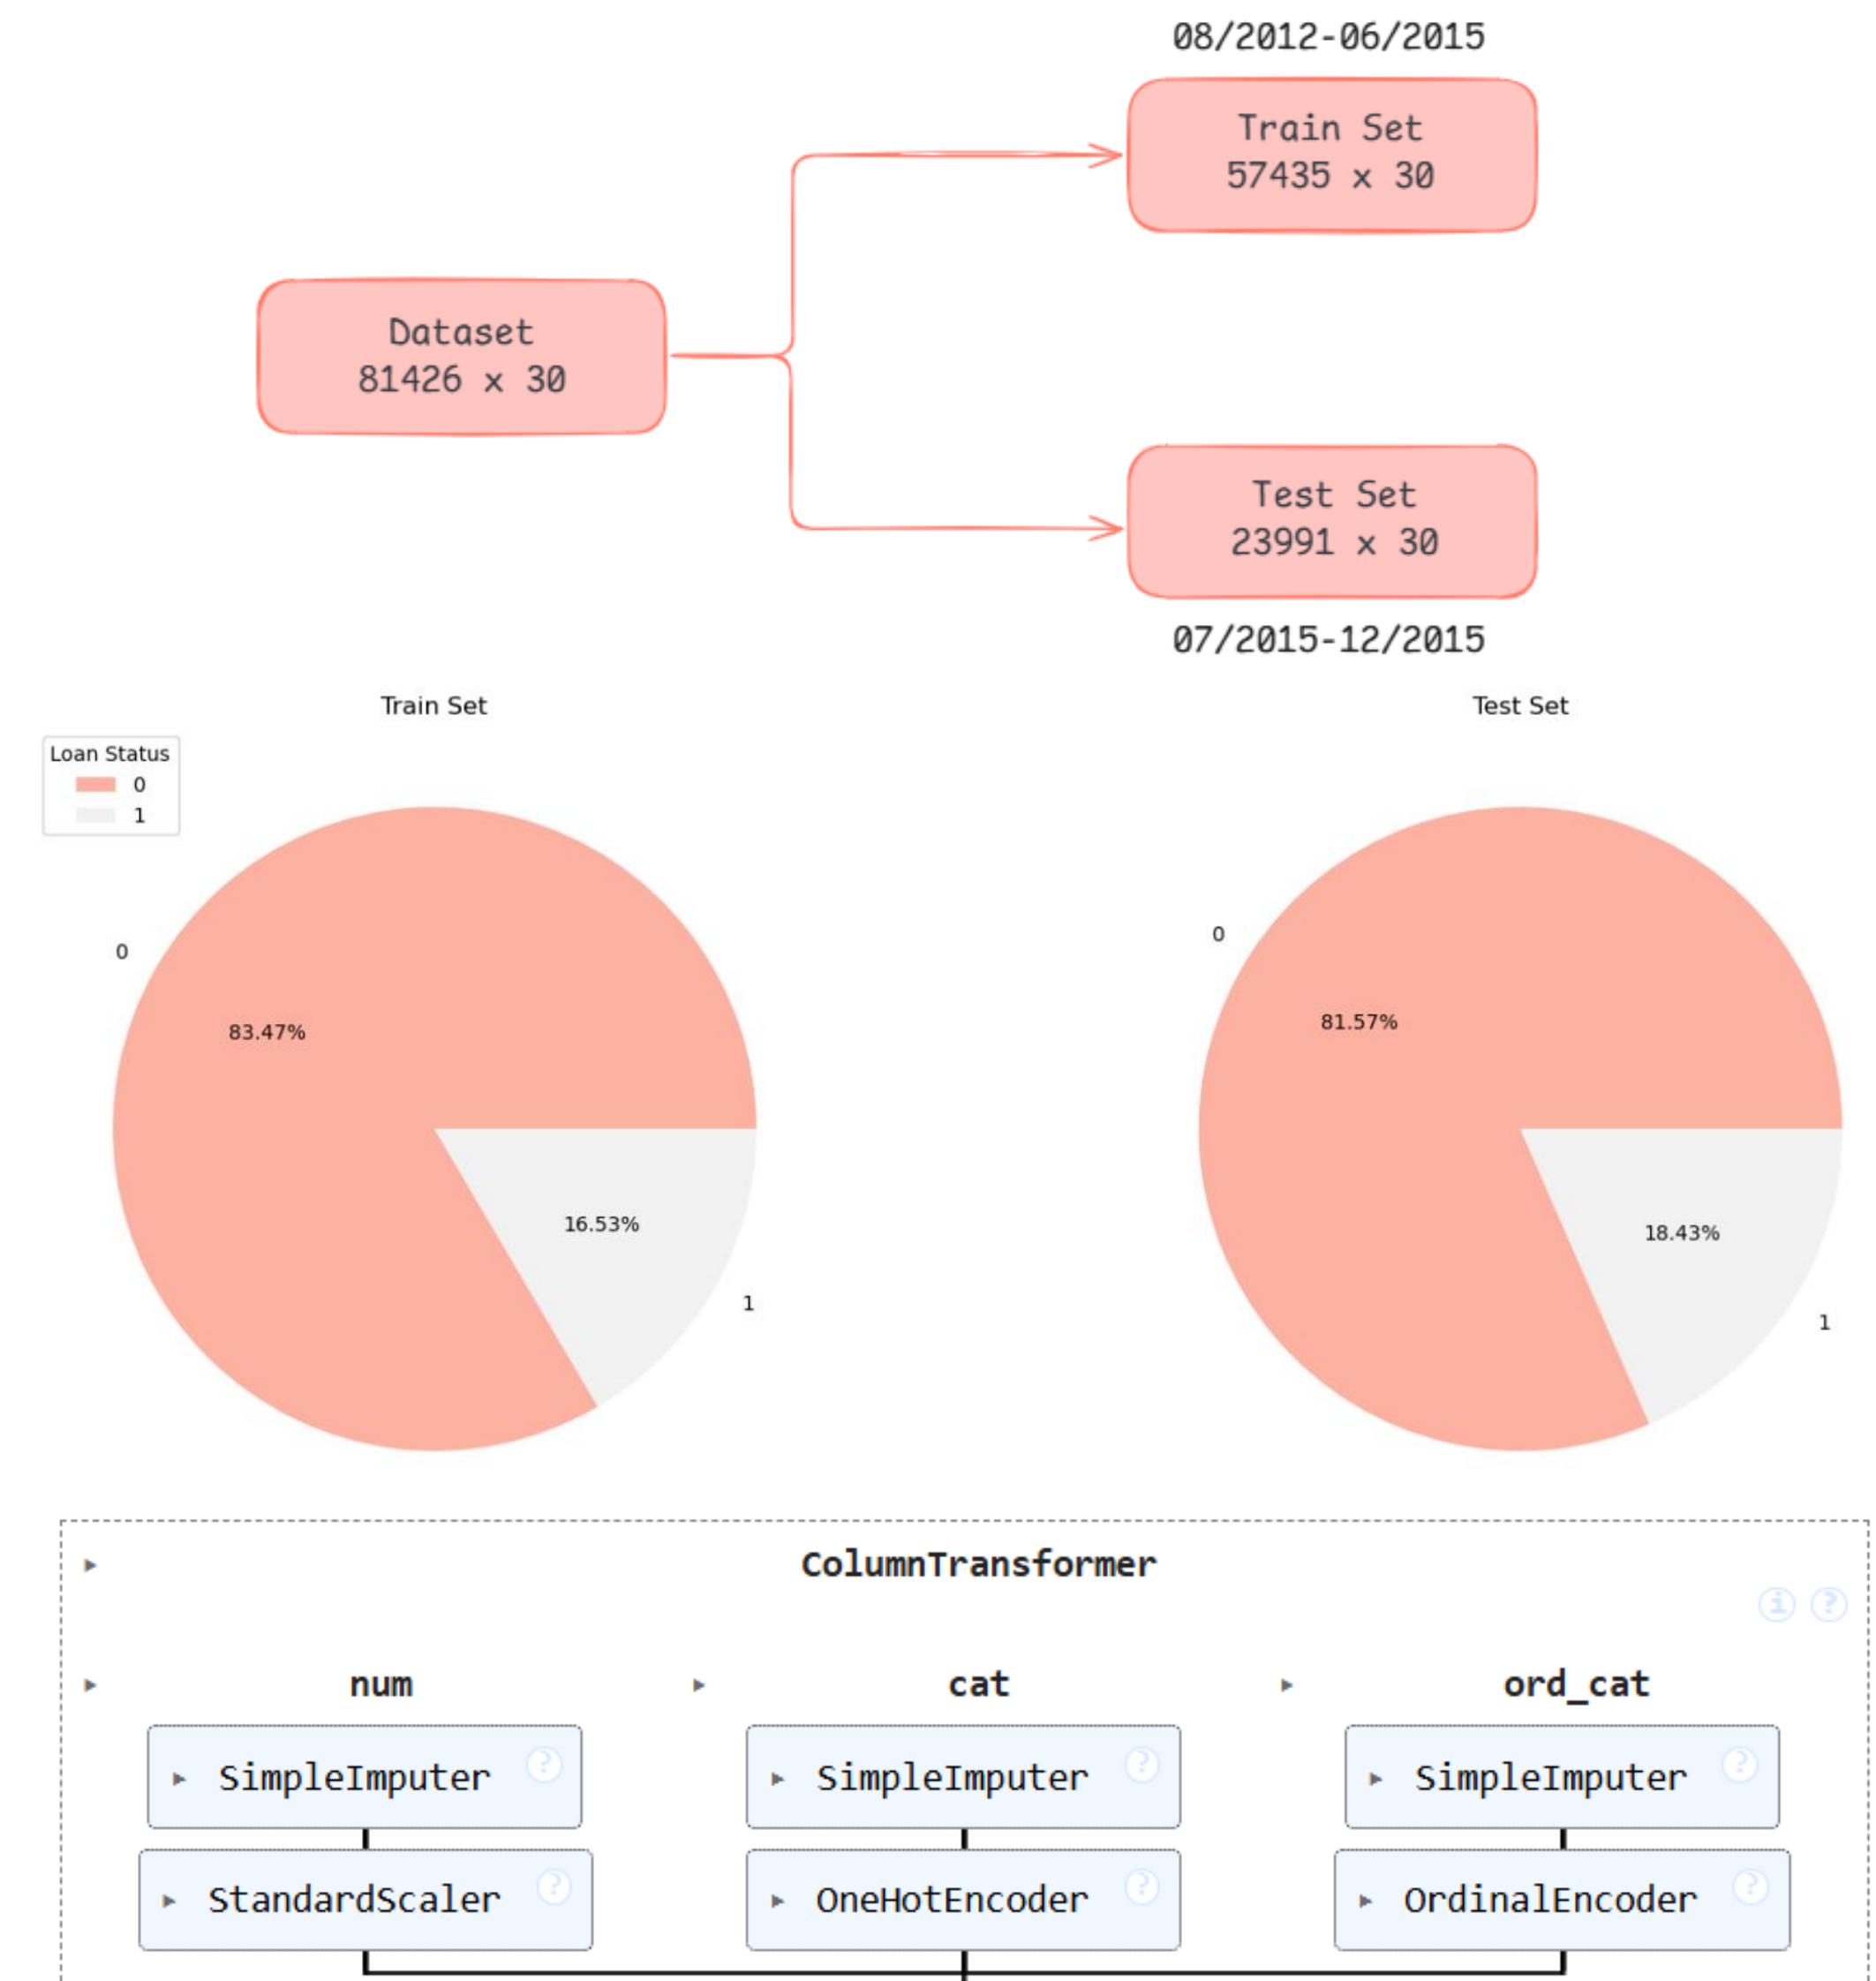 08/2012-06/2015
Train Set
57435 x 30
Dataset
81426 x 30
Test Set
23991 x 30
07/2015-12/2015
Train Set
Loan Status
0
1
0
83.47%
16.53%
1
Test Set
0
81.57%
18.43%
1
ColumnTransformer
i ?
num
cat
ord_cat
SimpleImputer ?
SimpleImputer ?
SimpleImputer ?
StandardScaler ?
OneHotEncoder ?
OrdinalEncoder ?